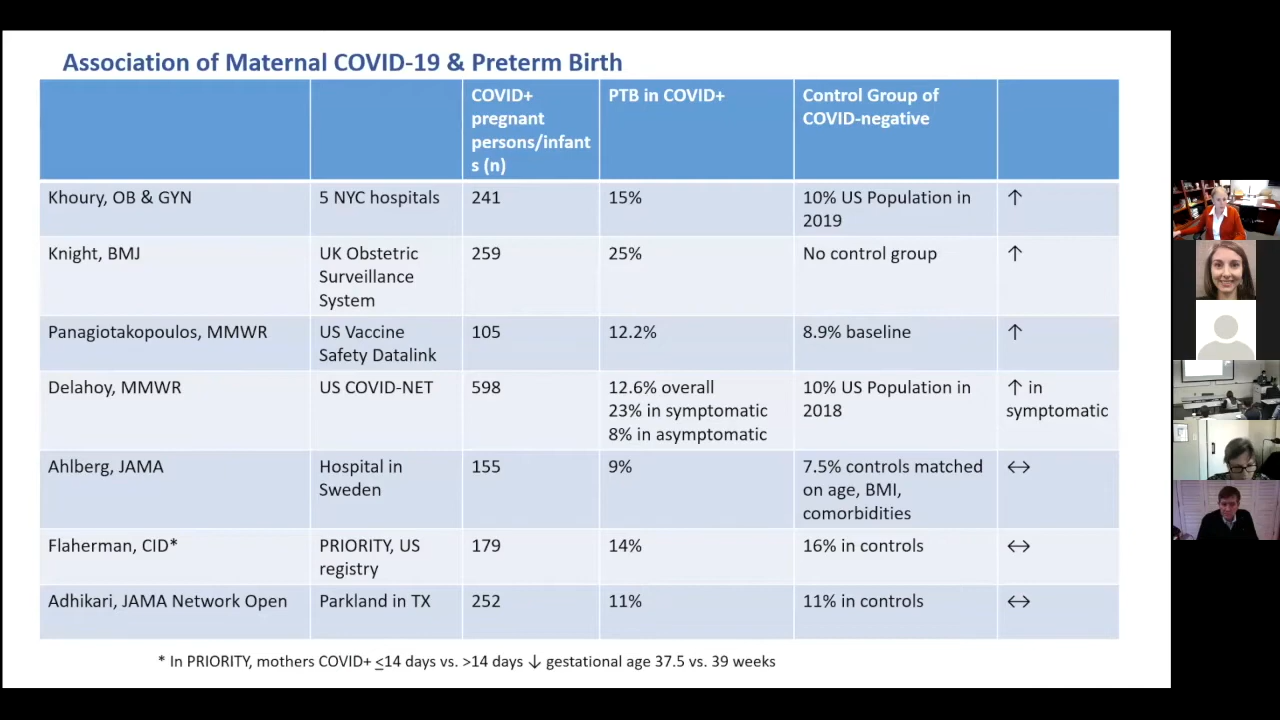 Association of Maternal COVID-19 & Preterm Birth
COVID+
pregnant
persons/infant
s (n)
PTB in COVID+
Control Group of
COVID-negative
Khoury, OB & GYN
5 NYC hospitals
241
15%
10% US Population in
2019
↑
Knight, BMJ
UK Obstetric
Surveillance
System
259
25%
No control group
↑
Panagiotakopoulos, MMWR
US Vaccine
Safety Datalink
105
12.2%
8.9% baseline
↑
Delahoy, MMWR
US COVID-NET
598
12.6% overall
23% in symptomatic
8% in asymptomatic
10% US Population in
2018
↑ in
symptomatic
Ahlberg, JAMA
Hospital in
Sweden
155
9%
7.5% controls matched
on age, BMI,
comorbidities
↔
Flaherman, CID*
PRIORITY, US
registry
179
14%
16% in controls
↔
Adhikari, JAMA Network Open
Parkland in TX
252
11%
11% in controls
↔
* In PRIORITY, mothers COVID+ ≤14 days vs. >14 days ↓ gestational age 37.5 vs. 39 weeks